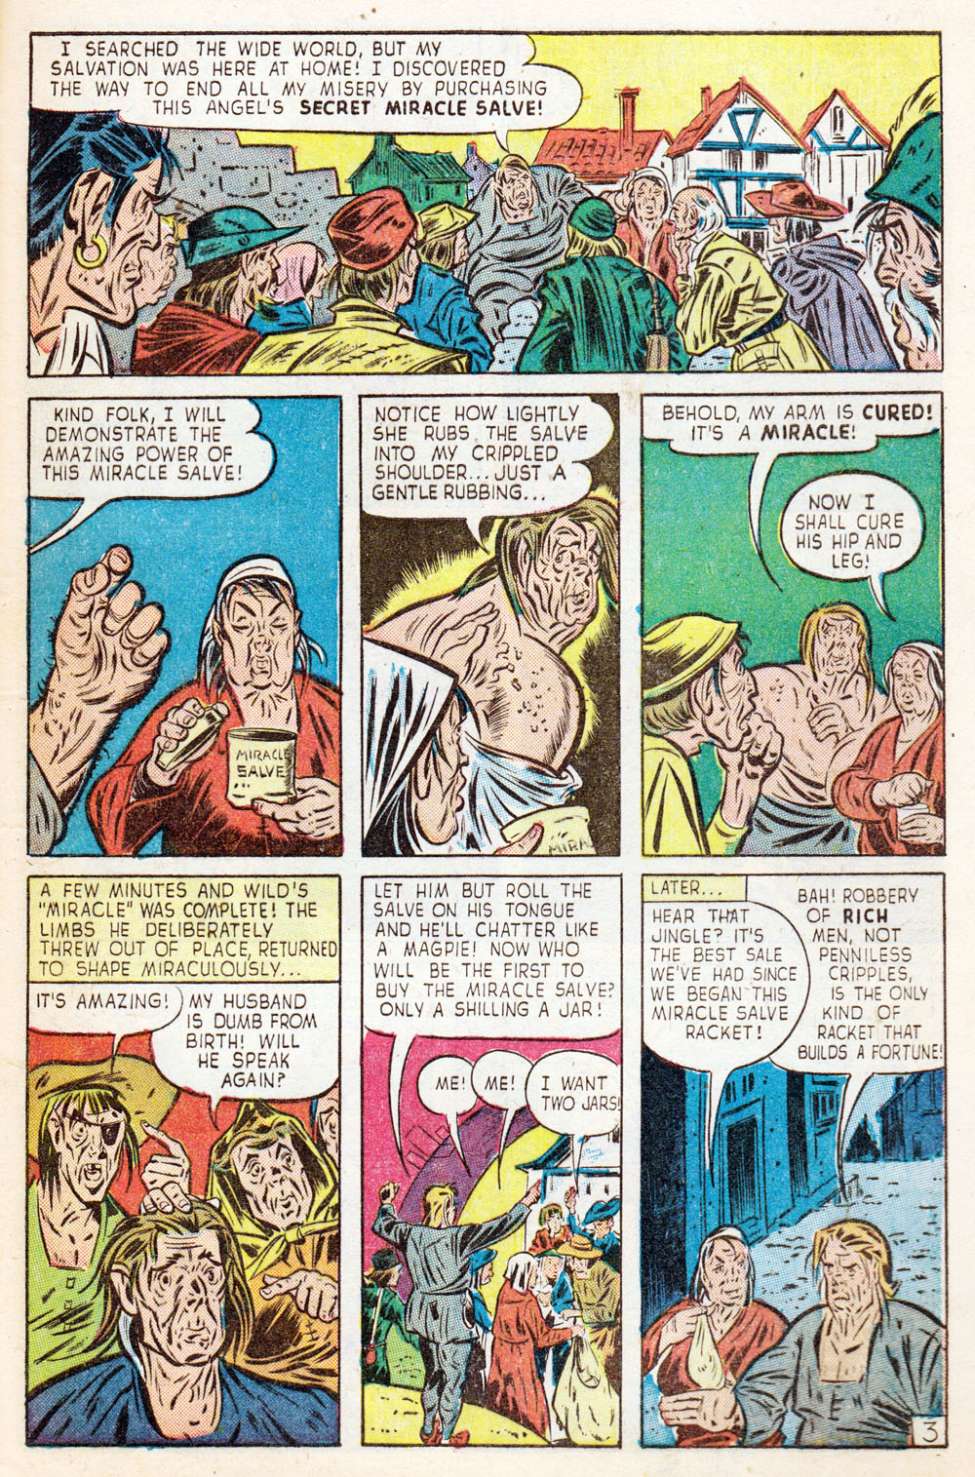 I SEARCHED THE WIDE WORLD, BUT MY
SALVATION WAS HERE AT HOME! I DISCOVERED
THE WAY TO END ALL MY MISERY BY PURCHASING
THIS ANGEL'S SECRET MIRACLE SALVE!
KIND FOLK, I WILL
DEMONSTRATE THE
AMAZING POWER OF
THIS MIRACLE SALVE!
MIRACLE
SALVE
NOTICE HOW LIGHTLY
SHE RUBS THE SALVE
INTO MY CRIPPLED
SHOULDER... JUST A
GENTLE RUBBING...
MIRA
BEHOLD, MY ARM IS CURED!
IT'S A MIRACLE!
NOW I
SHALL CURE
HIS HIP AND
LEG!
A FEW MINUTES AND WILD'S
"MIRACLE" WAS COMPLETE! THE
LIMBS HE DELIBERATELY
THREW OUT OF PLACE, RETURNED
TO SHAPE MIRACULOUSLY...
IT'S AMAZING!
MY HUSBAND
IS DUMB FROM
BIRTH! WILL
HE SPEAK
AGAIN?
LET HIM BUT ROLL THE
SALVE ON HIS TONGUE
AND HE'LL CHATTER LIKE
A MAGPIE! NOW WHO
WILL BE THE FIRST TO
BUY THE MIRACLE SALVE?
ONLY A SHILLING A JAR!
ME!
ME!
I WANT
TWO JARS!
LATER...
HEAR THAT
JINGLE? IT'S
THE BEST SALE
WE'VE HAD SINCE
WE BEGAN THIS
MIRACLE SALVE
RACKET!
BAH! ROBBERY
OF RICH
MEN, NOT
PENNILESS
CRIPPLES,
IS THE ONLY
KIND OF
RACKET THAT
BUILDS A FORTUNE!
3